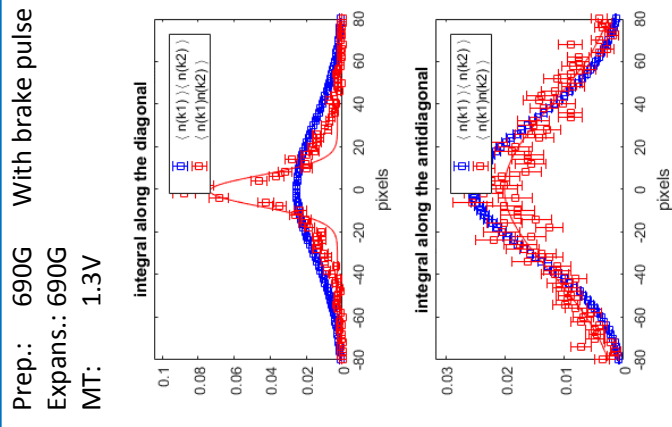 Prep.: 690G With brake pulse
Expans.: 690G
MT: 1.3V
integral along the diagonal
0.1
0.08
0.06
0.04
0.02
0
⟨ n(k1) ⟩⟨ n(k2) ⟩
⟨ n(k1)n(k2) ⟩
-80 -60 -40 -20 0 20 40 60 80
pixels
integral along the antidiagonal
0.03
0.02
0.01
0
⟨ n(k1) ⟩⟨ n(k2) ⟩
⟨ n(k1)n(k2) ⟩
-80 -60 -40 -20 0 20 40 60 80
pixels